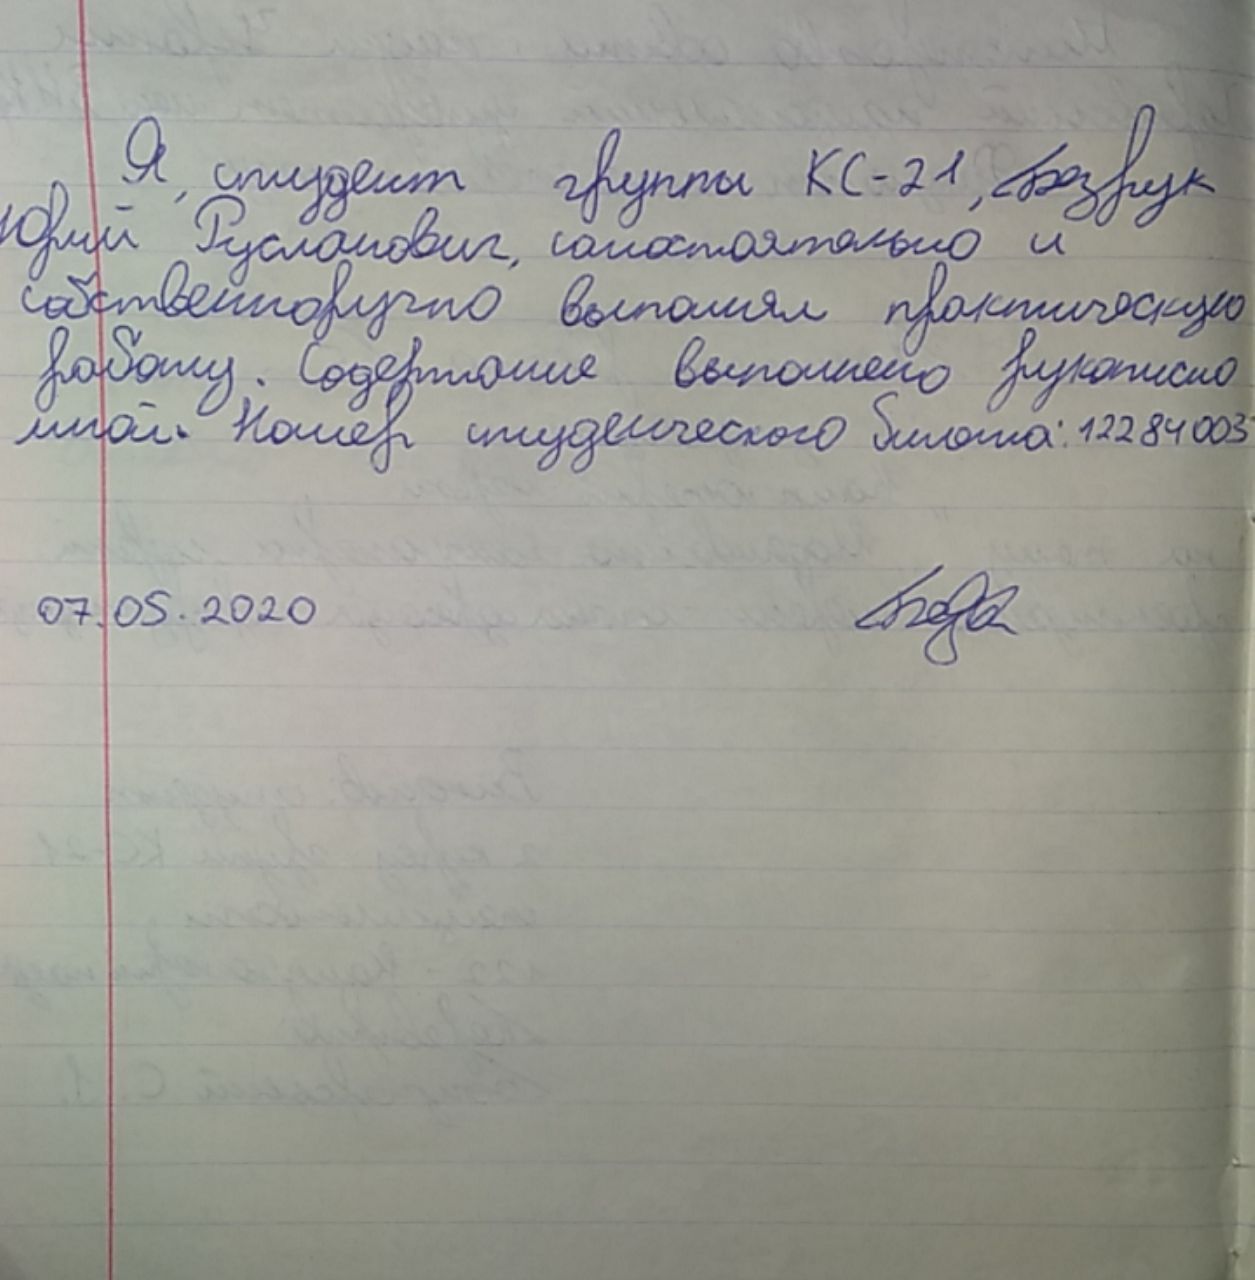 Я, студент группы КС-21, Безрук
Юрий Русланович, самостоятельно и
собственноручно выполнял практическую
работу. Содержание выполнено рукописно
мной. Номер студенческого билета: 12284003
07.05.2020